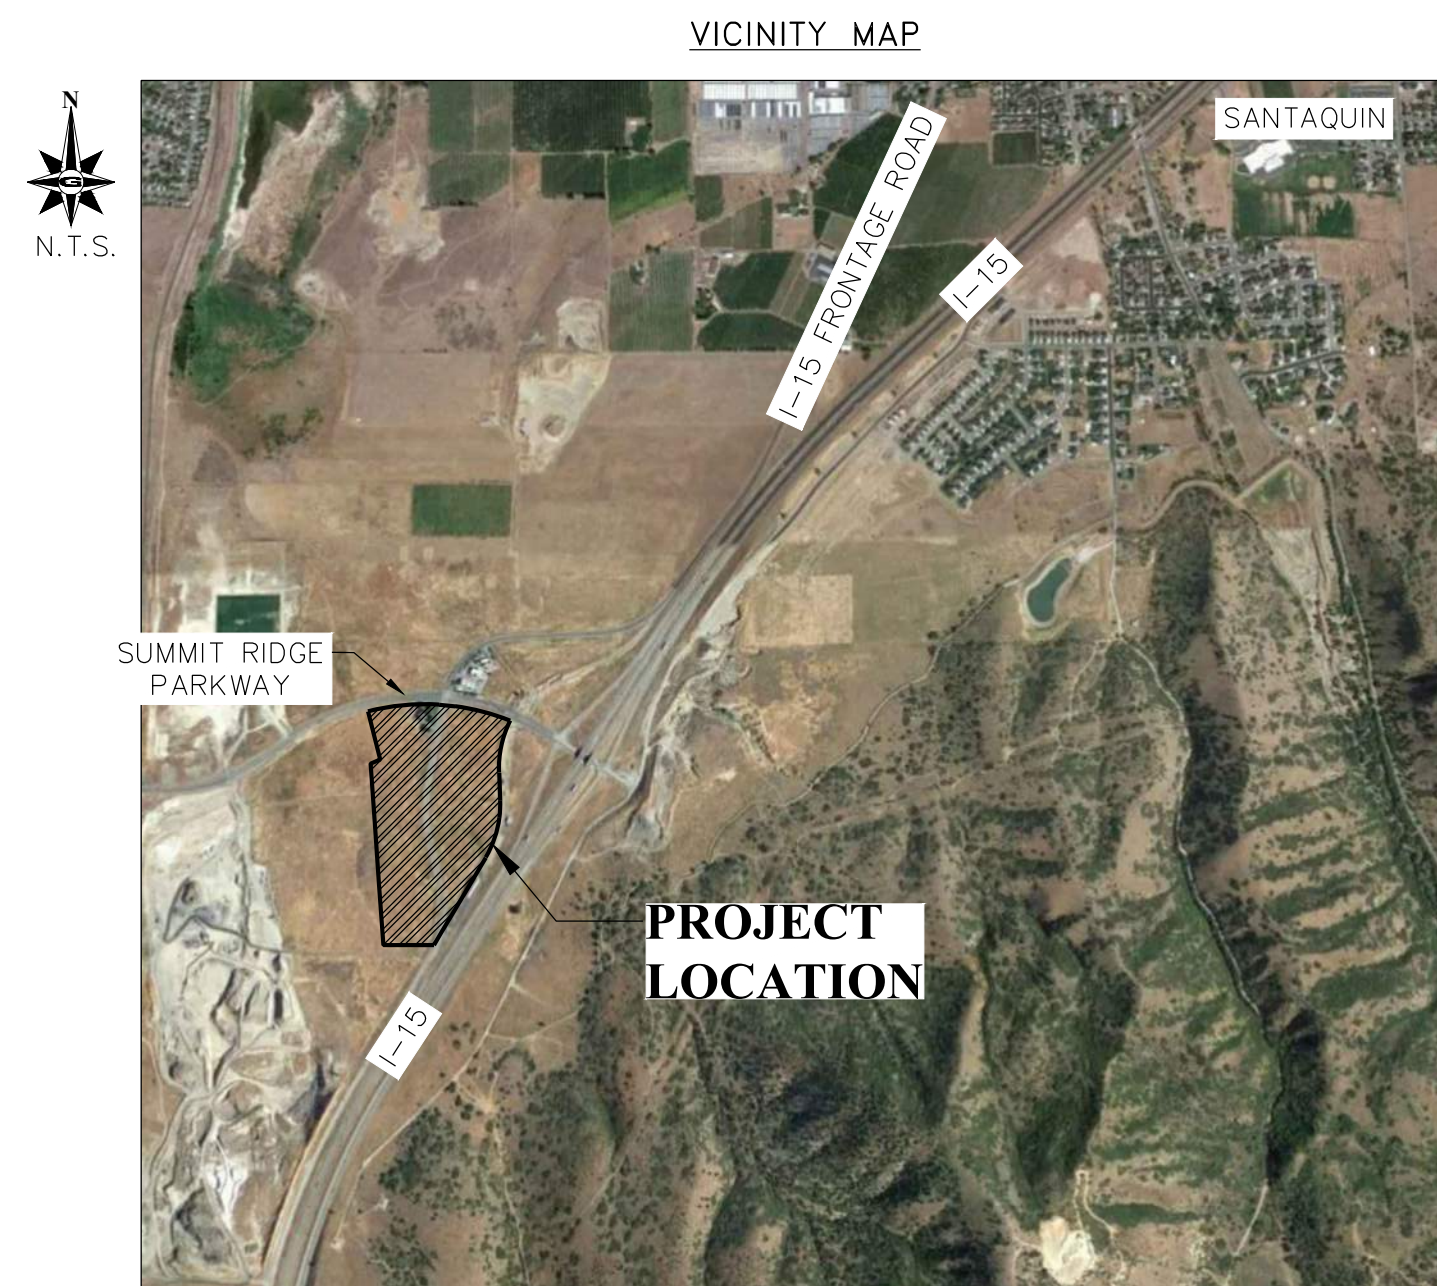 VICINITY MAP
N
G
N.T.S.
SANTAQUIN
I-15 FRONTAGE ROAD
I-15
SUMMIT RIDGE
PARKWAY
PROJECT
LOCATION
I-15